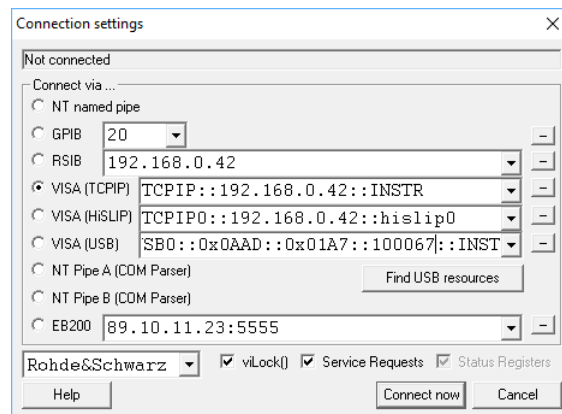 Connection settings
Not connected
Connect via ...
NT named pipe
GPIB 20
RSIB 192.168.0.42
VISA (TCPIP) TCPIP::192.168.0.42::INSTR
VISA (HiSLIP) TCPIP0::192.168.0.42::hislip0
VISA (USB) SB0::0x0AAD::0x01A7::100067::INST
NT Pipe A (COM Parser)
Find USB resources
NT Pipe B (COM Parser)
EB200 89.10.11.23:5555
Rohde&Schwarz viLock() Service Requests Status Registers
Help Connect now Cancel